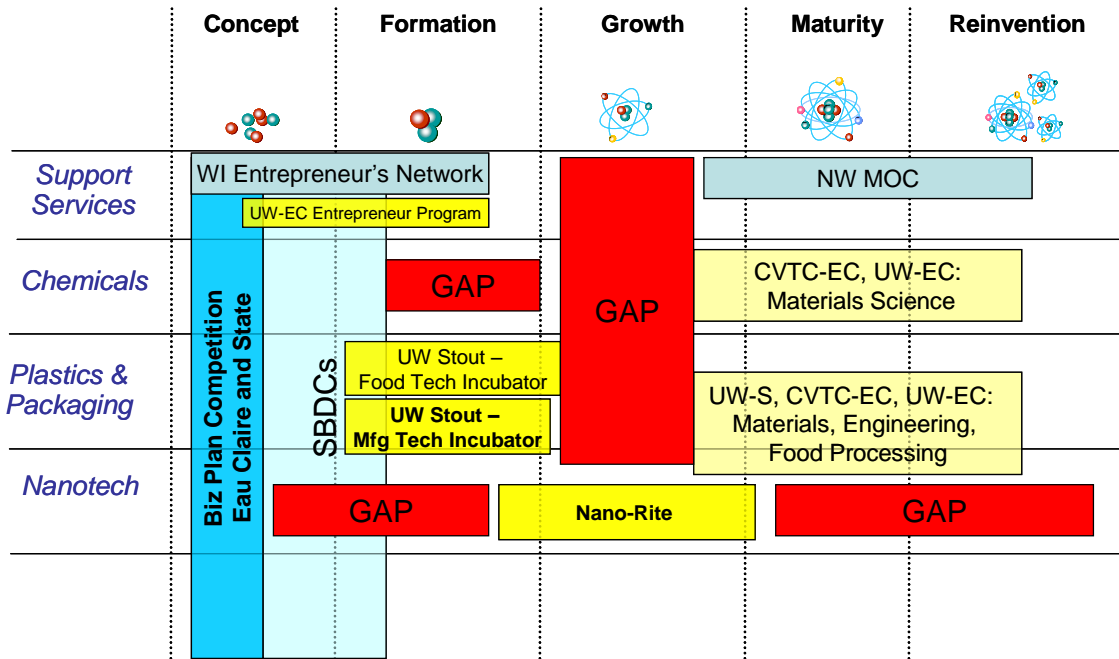 Concept
Formation
Growth
Maturity
Reinvention
Support
Services
WI Entrepreneur's Network
NW MOC
UW-EC Entrepreneur Program
Chemicals
GAP
GAP
CVTC-EC, UW-EC:
Materials Science
Biz Plan Competition
Eau Claire and State
SBDCs
Plastics &
Packaging
UW Stout –
Food Tech Incubator
UW Stout –
Mfg Tech Incubator
UW-S, CVTC-EC, UW-EC:
Materials, Engineering,
Food Processing
Nanotech
GAP
Nano-Rite
GAP